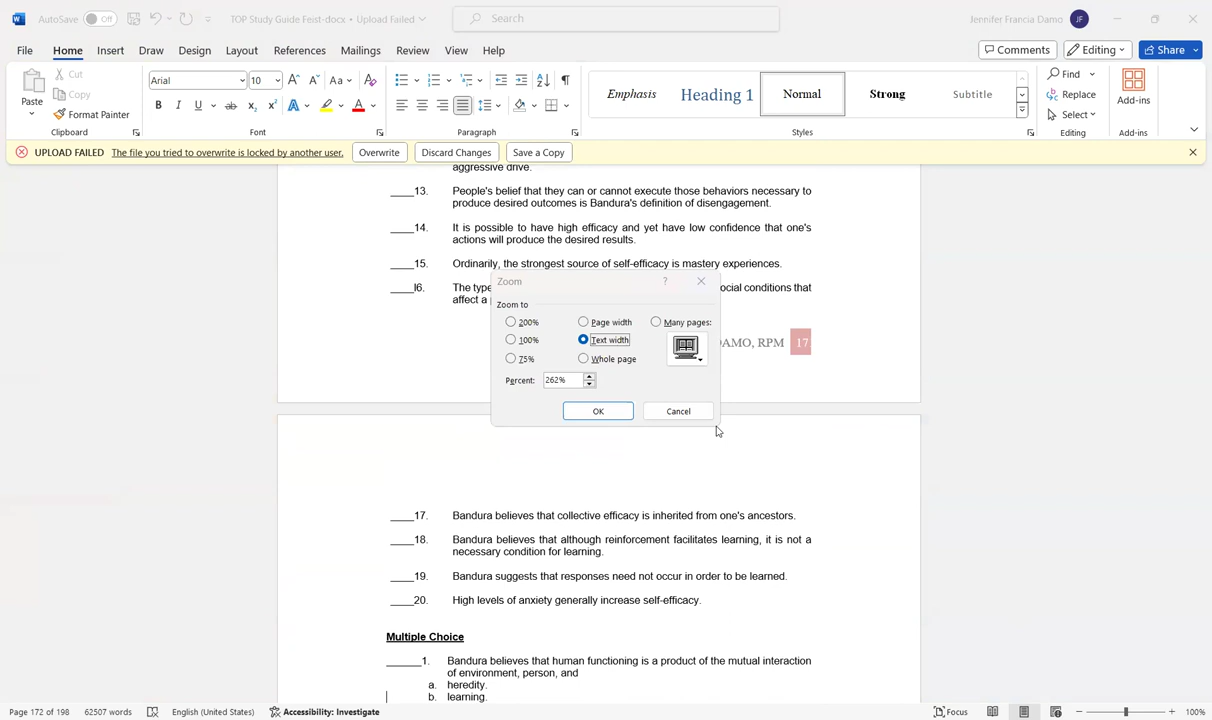 AutoSave Off TOP Study Guide Feist-docx • Upload Failed Search Jennifer Francia Damo JF
File Home Insert Draw Design Layout References Mailings Review View Help Comments Editing Share
Paste Cut Copy Format Painter
Clipboard
Arial 10
Font
Paragraph
Emphasis Heading 1 Normal Strong Subtitle
Styles
Find Replace Select
Editing
Add-ins
Add-ins
UPLOAD FAILED The file you tried to overwrite is locked by another user. Overwrite Discard Changes Save a Copy
aggressive drive.
____13. People's belief that they can or cannot execute those behaviors necessary to
produce desired outcomes is Bandura's definition of disengagement.
____14. It is possible to have high efficacy and yet have low confidence that one's
actions will produce the desired results.
____15. Ordinarily, the strongest source of self-efficacy is mastery experiences.
____I6. The type ocial conditions that
affect a
DAMO, RPM 17
Zoom ?
Zoom to
200% Page width Many pages:
100% Text width
75% Whole page
Percent: 262%
OK Cancel
____17. Bandura believes that collective efficacy is inherited from one's ancestors.
____18. Bandura believes that although reinforcement facilitates learning, it is not a
necessary condition for learning.
____19. Bandura suggests that responses need not occur in order to be learned.
____20. High levels of anxiety generally increase self-efficacy.
Multiple Choice
______1. Bandura believes that human functioning is a product of the mutual interaction
of environment, person, and
a. heredity.
b. learning.
Page 172 of 198 62507 words English (United States) Accessibility: Investigate Focus 100%